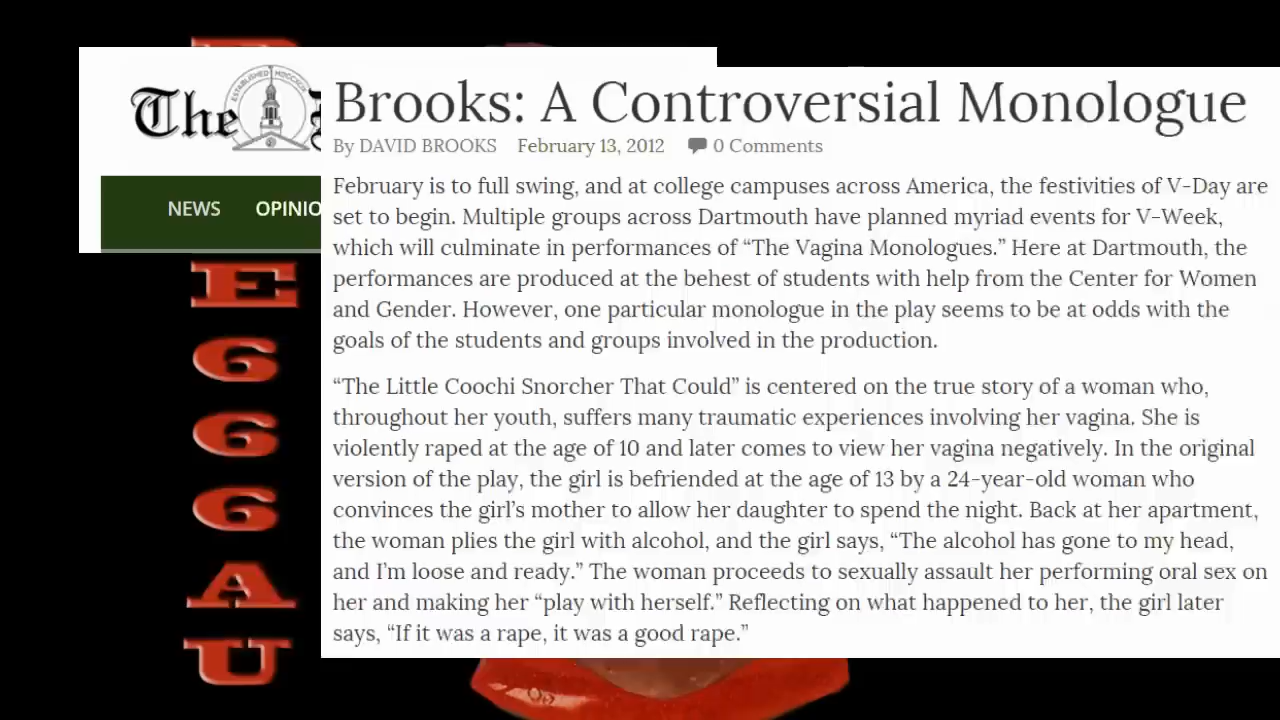 The
ESTABLISHED MDCCXCIX
NEWS OPINIO
Brooks: A Controversial Monologue
By DAVID BROOKS February 13, 2012 0 Comments
February is to full swing, and at college campuses across America, the festivities of V-Day are
set to begin. Multiple groups across Dartmouth have planned myriad events for V-Week,
which will culminate in performances of “The Vagina Monologues.” Here at Dartmouth, the
performances are produced at the behest of students with help from the Center for Women
and Gender. However, one particular monologue in the play seems to be at odds with the
goals of the students and groups involved in the production.
“The Little Coochi Snorcher That Could” is centered on the true story of a woman who,
throughout her youth, suffers many traumatic experiences involving her vagina. She is
violently raped at the age of 10 and later comes to view her vagina negatively. In the original
version of the play, the girl is befriended at the age of 13 by a 24-year-old woman who
convinces the girl’s mother to allow her daughter to spend the night. Back at her apartment,
the woman plies the girl with alcohol, and the girl says, “The alcohol has gone to my head,
and I’m loose and ready.” The woman proceeds to sexually assault her performing oral sex on
her and making her “play with herself.” Reflecting on what happened to her, the girl later
says, “If it was a rape, it was a good rape.”
E
6
6
6
A
U